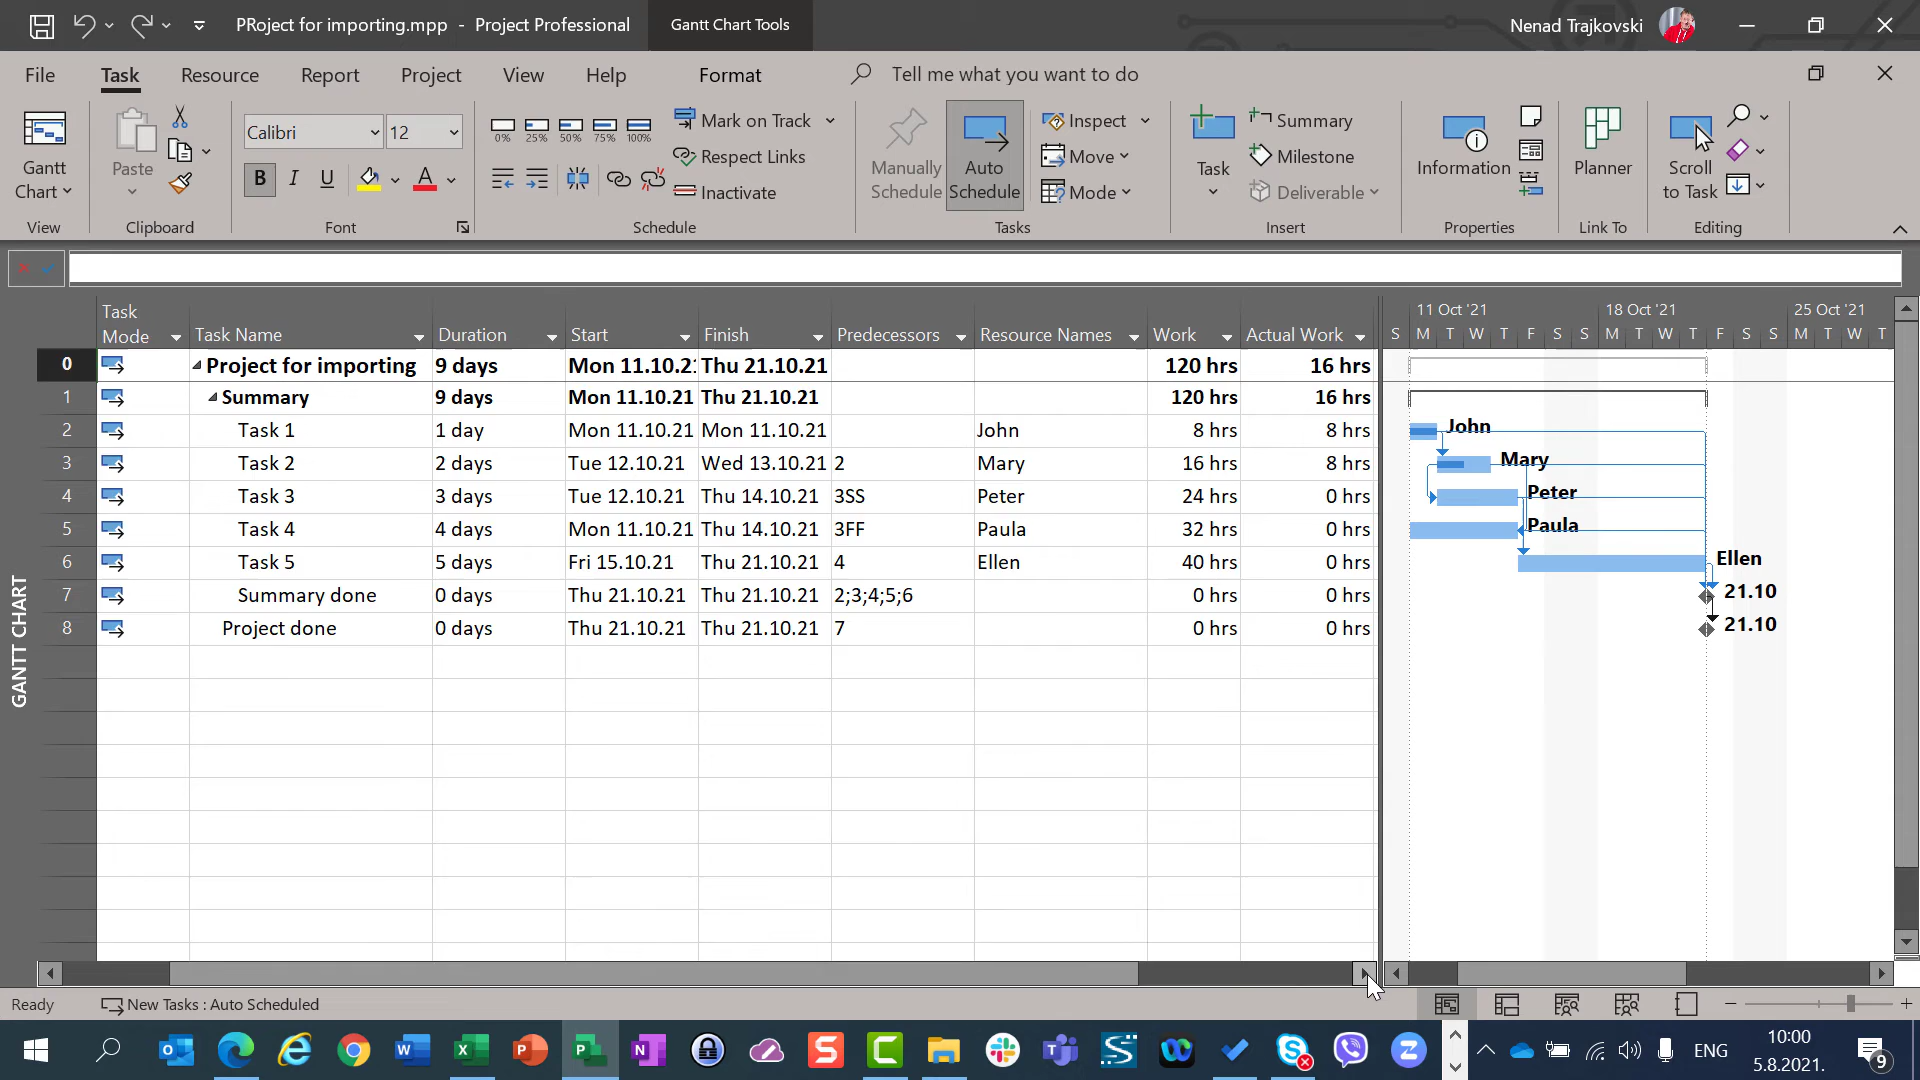 PRoject for importing.mpp - Project Professional
Gantt Chart Tools
Nenad Trajkovski
File Task Resource Report Project View Help Format Tell me what you want to do
Gantt
Chart
View
Paste
Clipboard
Calibri 12
B I U A
Font
0% 25% 50% 75% 100%
Mark on Track
Respect Links
Inactivate
Schedule
Manually
Schedule
Auto
Schedule
Inspect
Move
Mode
Tasks
Task
Summary
Milestone
Deliverable
Insert
Information
Properties
Planner
Link To
Scroll
to Task
Editing
Task
Mode Task Name Duration Start Finish Predecessors Resource Names Work Actual Work
11 Oct '21 18 Oct '21 25 Oct '21
S M T W T F S S M T W T F S S M T W T
0 Project for importing 9 days Mon 11.10.21 Thu 21.10.21 120 hrs 16 hrs
1 Summary 9 days Mon 11.10.21 Thu 21.10.21 120 hrs 16 hrs
2 Task 1 1 day Mon 11.10.21 Mon 11.10.21 John 8 hrs 8 hrs John
3 Task 2 2 days Tue 12.10.21 Wed 13.10.21 2 Mary 16 hrs 8 hrs Mary
4 Task 3 3 days Tue 12.10.21 Thu 14.10.21 3SS Peter 24 hrs 0 hrs Peter
5 Task 4 4 days Mon 11.10.21 Thu 14.10.21 3FF Paula 32 hrs 0 hrs Paula
6 Task 5 5 days Fri 15.10.21 Thu 21.10.21 4 Ellen 40 hrs 0 hrs Ellen
7 Summary done 0 days Thu 21.10.21 Thu 21.10.21 2;3;4;5;6 0 hrs 0 hrs 21.10
8 Project done 0 days Thu 21.10.21 Thu 21.10.21 7 0 hrs 0 hrs 21.10
GANTT CHART
Ready New Tasks : Auto Scheduled
ENG
10:00
5.8.2021.
9